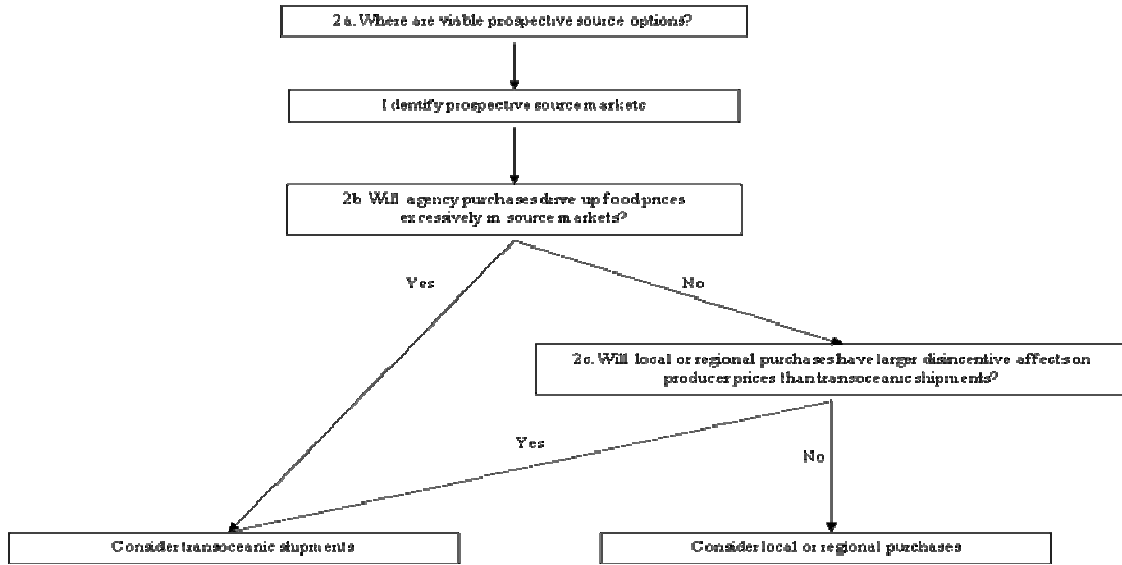 2a. Where are viable prospective source options?
Identify prospective source markets
2b. Will agency purchases drive up food prices
excessively in source markets?
Yes
No
2c. Will local or regional purchases have larger disincentive affects on
producer prices than transoceanic shipments?
Yes
No
Consider transoceanic shipments
Consider local or regional purchases